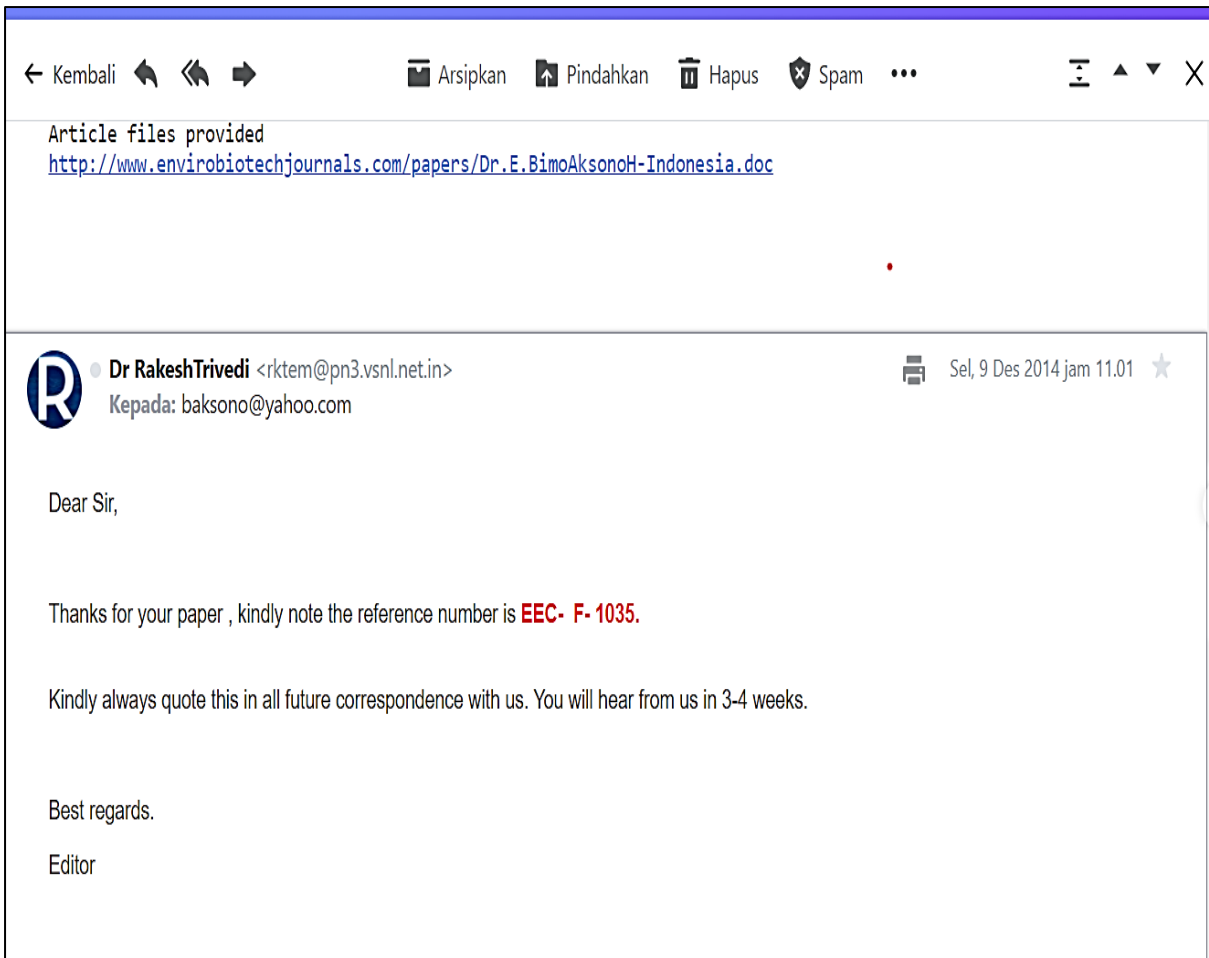 Kembali Arsipkan Pindahkan Hapus Spam
Article files provided
http://www.envirobiotechjournals.com/papers/Dr.E.BimoAksonoH-Indonesia.doc
R Dr RakeshTrivedi <rktem@pn3.vsnl.net.in> Sel, 9 Des 2014 jam 11.01
Kepada: baksono@yahoo.com
Dear Sir,
Thanks for your paper , kindly note the reference number is EEC- F- 1035.
Kindly always quote this in all future correspondence with us. You will hear from us in 3-4 weeks.
Best regards.
Editor